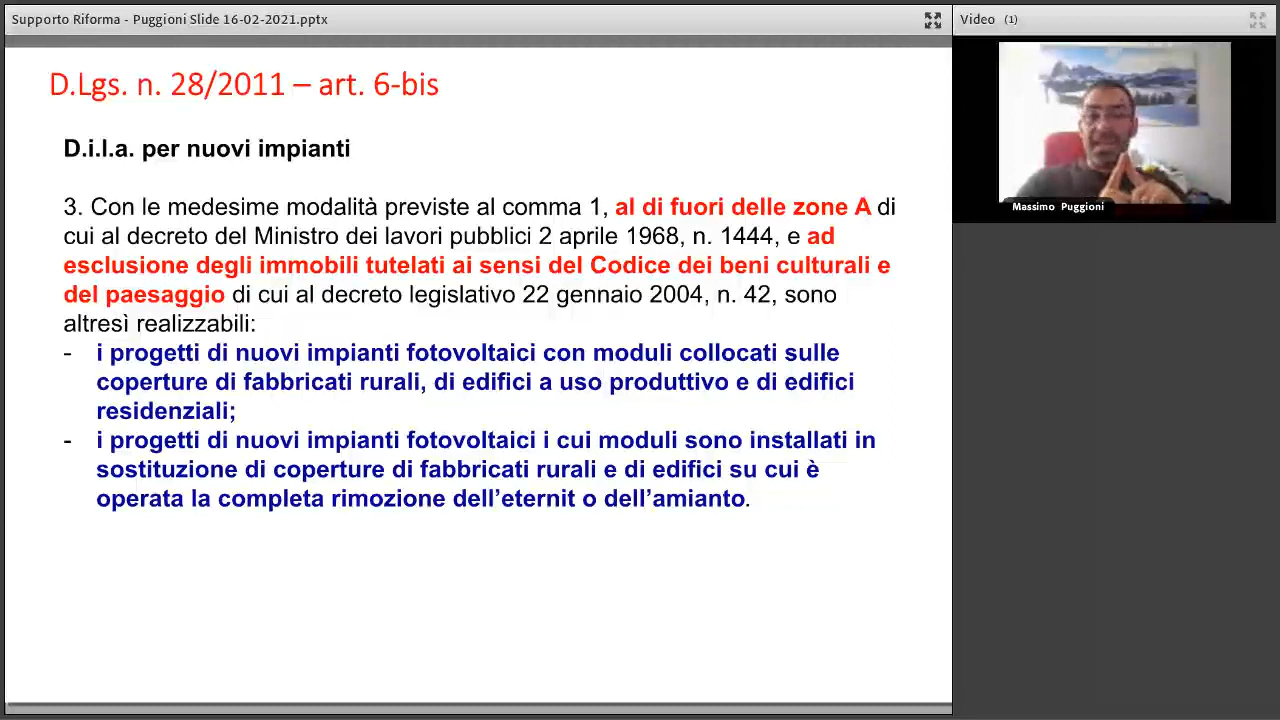 Supporto Riforma - Puggioni Slide 16-02-2021.pptx
Video (1)
D.Lgs. n. 28/2011 – art. 6-bis
D.i.l.a. per nuovi impianti
3. Con le medesime modalità previste al comma 1, al di fuori delle zone A di
cui al decreto del Ministro dei lavori pubblici 2 aprile 1968, n. 1444, e ad
esclusione degli immobili tutelati ai sensi del Codice dei beni culturali e
del paesaggio di cui al decreto legislativo 22 gennaio 2004, n. 42, sono
altresì realizzabili:
- i progetti di nuovi impianti fotovoltaici con moduli collocati sulle
coperture di fabbricati rurali, di edifici a uso produttivo e di edifici
residenziali;
- i progetti di nuovi impianti fotovoltaici i cui moduli sono installati in
sostituzione di coperture di fabbricati rurali e di edifici su cui è
operata la completa rimozione dell’eternit o dell’amianto.
Massimo Puggioni